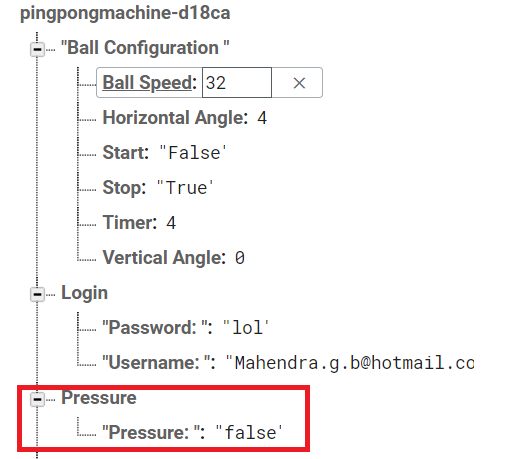 pingpongmachine-d18ca
"Ball Configuration "
Ball Speed: 32 ×
Horizontal Angle: 4
Start: "False'
Stop: "True'
Timer: 4
Vertical Angle: 0
Login
"Password: ": "lol'
"Username: ": "Mahendra.g.b@hotmail.co
Pressure
"Pressure: ": "false'